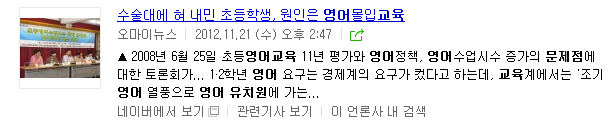 수술대에 혀 내민 초등학생, 원인은 영어몰입교육
오마이뉴스 | 2012.11.21 (수) 오후 2:47 |
▲ 2008년 6월 25일 초등영어교육 11년 평가와 영어정책, 영어수업시수 증가의 문제점에
대한 토론회가... 1·2학년 영어 요구는 경제계의 요구가 컸다고 하는데, 교육계에서는 '조기
영어 열풍으로 영어 유치원에 가는...
네이버에서 보기 | 관련기사 보기 | 이 언론사 내 검색